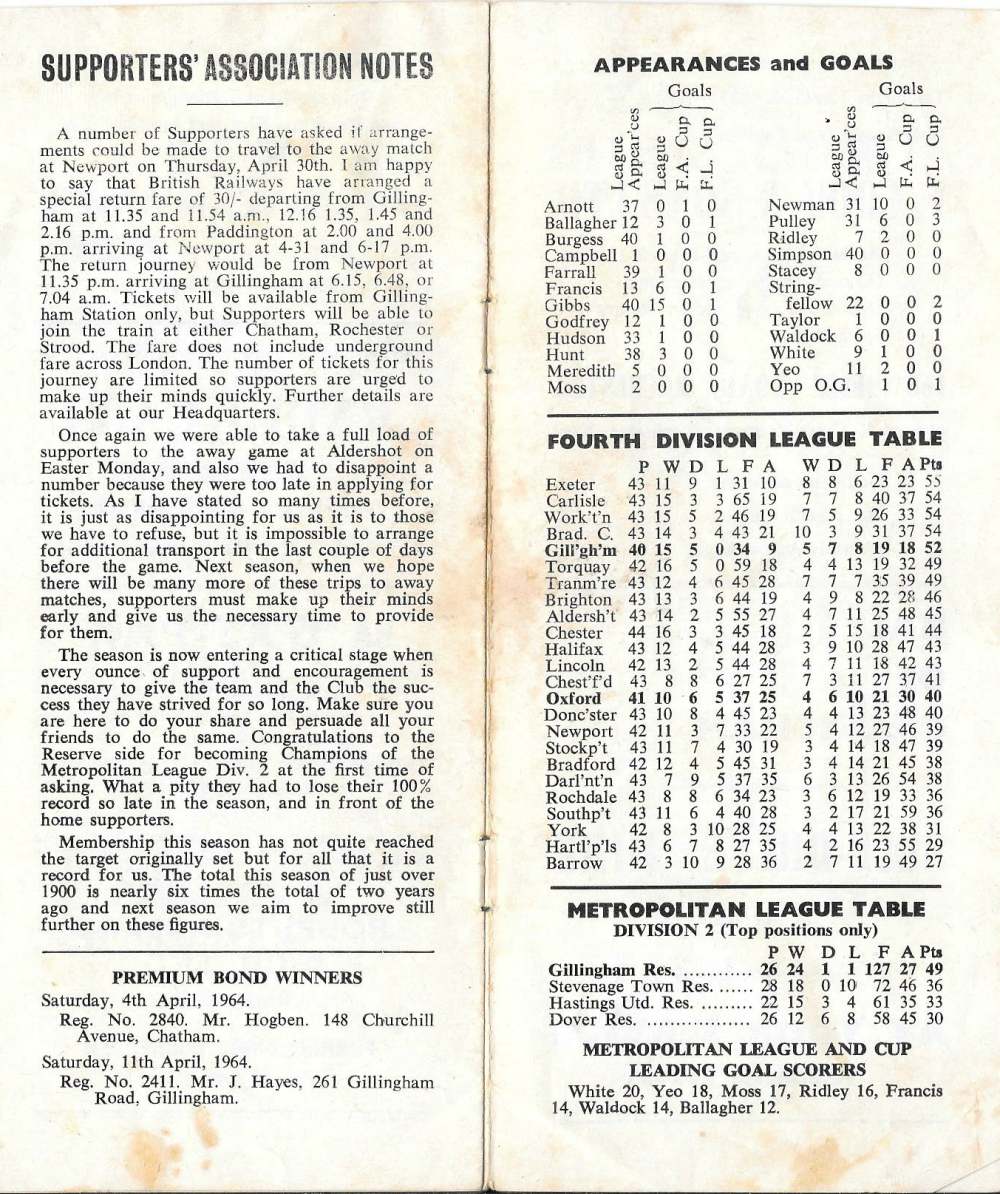 SUPPORTERS' ASSOCIATION NOTES
A number of Supporters have asked if arrange-
ments could be made to travel to the away match
at Newport on Thursday, April 30th. I am happy
to say that British Railways have arranged a
special return fare of 30/- departing from Gilling-
ham at 11.35 and 11.54 a.m., 12.16 1.35, 1.45 and
2.16 p.m. and from Paddington at 2.00 and 4.00
p.m. arriving at Newport at 4-31 and 6-17 p.m.
The return journey would be from Newport at
11.35 p.m. arriving at Gillingham at 6.15, 6.48, or
7.04 a.m. Tickets will be available from Gilling-
ham Station only, but Supporters will be able to
join the train at either Chatham, Rochester or
Strood. The fare does not include underground
fare across London. The number of tickets for this
journey are limited so supporters are urged to
make up their minds quickly. Further details are
available at our Headquarters.
Once again we were able to take a full load of
supporters to the away game at Aldershot on
Easter Monday, and also we had to disappoint a
number because they were too late in applying for
tickets. As I have stated so many times before,
it is just as disappointing for us as it is to those
we have to refuse, but it is impossible to arrange
for additional transport in the last couple of days
before the game. Next season, when we hope
there will be many more of these trips to away
matches, supporters must make up their minds
early and give us the necessary time to provide
for them.
The season is now entering a critical stage when
every ounce of support and encouragement is
necessary to give the team and the Club the suc-
cess they have strived for so long. Make sure you
are here to do your share and persuade all your
friends to do the same. Congratulations to the
Reserve side for becoming Champions of the
Metropolitan League Div. 2 at the first time of
asking. What a pity they had to lose their 100%
record so late in the season, and in front of the
home supporters.
Membership this season has not quite reached
the target originally set but for all that it is a
record for us. The total this season of just over
1900 is nearly six times the total of two years
ago and next season we aim to improve still
further on these figures.
PREMIUM BOND WINNERS
Saturday, 4th April, 1964.
Reg. No. 2840. Mr. Hogben. 148 Churchill
Avenue, Chatham.
Saturday, 11th April, 1964.
Reg. No. 2411. Mr. J. Hayes, 261 Gillingham
Road, Gillingham.
APPEARANCES and GOALS
Goals
League Appear'ces League F.A. Cup F.L. Cup
Arnott 37 0 1 0
Ballagher 12 3 0 1
Burgess 40 1 0 0
Campbell 1 0 0 0
Farrall 39 1 0 0
Francis 13 6 0 1
Gibbs 40 15 0 1
Godfrey 12 1 0 0
Hudson 33 1 0 0
Hunt 38 3 0 0
Meredith 5 0 0 0
Moss 2 0 0 0
Goals
League Appear'ces League F.A. Cup F.L. Cup
Newman 31 10 0 2
Pulley 31 6 0 3
Ridley 7 2 0 0
Simpson 40 0 0 0
Stacey 8 0 0 0
String-
fellow 22 0 0 2
Taylor 1 0 0 0
Waldock 6 0 0 1
White 9 1 0 0
Yeo 11 2 0 0
Opp O.G. 1 0 1
FOURTH DIVISION LEAGUE TABLE
P W D L F A W D L F A Pts
Exeter 43 11 9 1 31 10 8 8 6 23 23 55
Carlisle 43 15 3 3 65 19 7 7 8 40 37 54
Work't'n 43 15 5 2 46 19 7 5 9 26 33 54
Brad. C. 43 14 3 4 43 21 10 3 9 31 37 54
Gill'gh'm 40 15 5 0 34 9 5 7 8 19 18 52
Torquay 42 16 5 0 59 18 4 4 13 19 32 49
Tranm're 43 12 4 6 45 28 7 7 7 35 39 49
Brighton 43 13 3 6 44 19 4 9 8 22 28 46
Aldersh't 43 14 2 5 55 27 4 7 11 25 48 45
Chester 44 16 3 3 45 18 2 5 15 18 41 44
Halifax 43 12 4 5 44 28 3 9 10 28 47 43
Lincoln 42 13 2 5 44 28 4 7 11 18 42 43
Chest'f'd 43 8 8 6 27 25 7 3 11 27 37 41
Oxford 41 10 6 5 37 25 4 6 10 21 30 40
Donc'ster 43 10 8 4 45 23 4 4 13 23 48 40
Newport 42 11 3 7 33 22 5 4 12 27 46 39
Stockp't 43 11 7 4 30 19 3 4 14 18 47 39
Bradford 42 12 4 5 45 31 3 4 14 21 45 38
Darl'nt'n 43 7 9 5 37 35 6 3 13 26 54 38
Rochdale 43 8 8 6 34 23 3 6 12 19 33 36
Southp't 43 11 6 4 40 28 3 2 17 21 59 36
York 42 8 3 10 28 25 4 4 13 22 38 31
Hartl'p'ls 43 6 7 8 27 35 4 2 16 23 55 29
Barrow 42 3 10 9 28 36 2 7 11 19 49 27
METROPOLITAN LEAGUE TABLE
DIVISION 2 (Top positions only)
P W D L F A Pts
Gillingham Res. ............ 26 24 1 1 127 27 49
Stevenage Town Res. ...... 28 18 0 10 72 46 36
Hastings Utd. Res. ......... 22 15 3 4 61 35 33
Dover Res. .................. 26 12 6 8 58 45 30
METROPOLITAN LEAGUE AND CUP
LEADING GOAL SCORERS
White 20, Yeo 18, Moss 17, Ridley 16, Francis
14, Waldock 14, Ballagher 12.